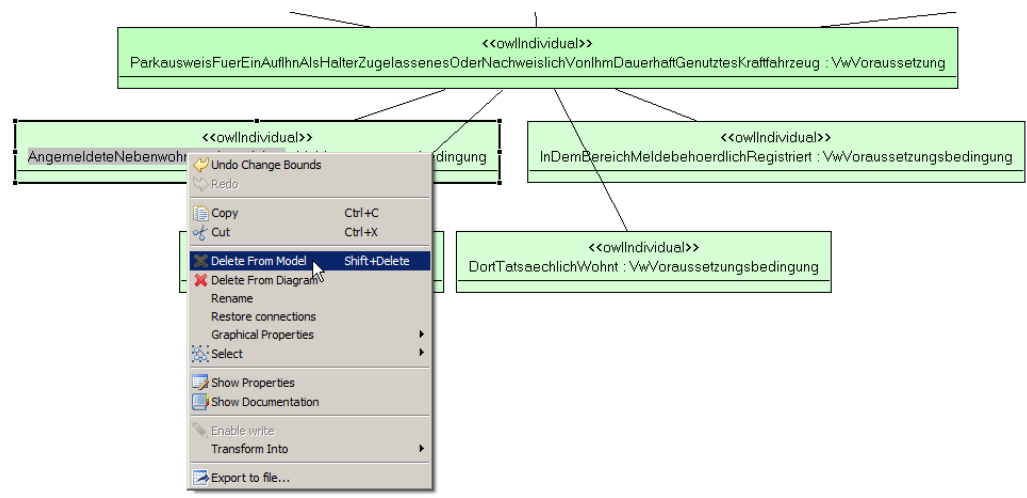 <<owlIndividual>>
ParkausweisFuerEinAufIhnAlsHalterZugelassenesOderNachweislichVonIhmDauerhaftGenutztesKraftfahrzeug : VwVoraussetzung
<<owlIndividual>>
AngemeldeteNebenwohn edingung
<<owlIndividual>>
InDemBereichMeldebehoerdlichRegistriert : VwVoraussetzungsbedingung
<<owlIndividual>>
DortTatsaechlichWohnt : VwVoraussetzungsbedingung
Undo Change Bounds
Redo
Copy Ctrl+C
Cut Ctrl+X
Delete From Model Shift+Delete
Delete From Diagram
Rename
Restore connections
Graphical Properties
Select
Show Properties
Show Documentation
Enable write
Transform Into
Export to file...